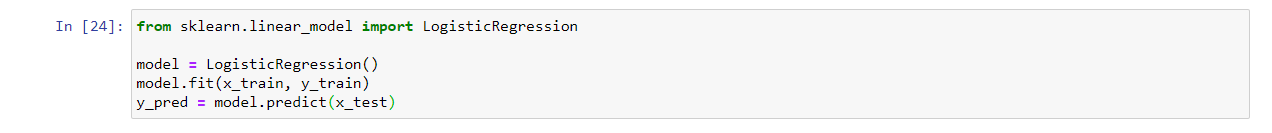 In [24]: from sklearn.linear_model import LogisticRegression
model = LogisticRegression()
model.fit(x_train, y_train)
y_pred = model.predict(x_test)